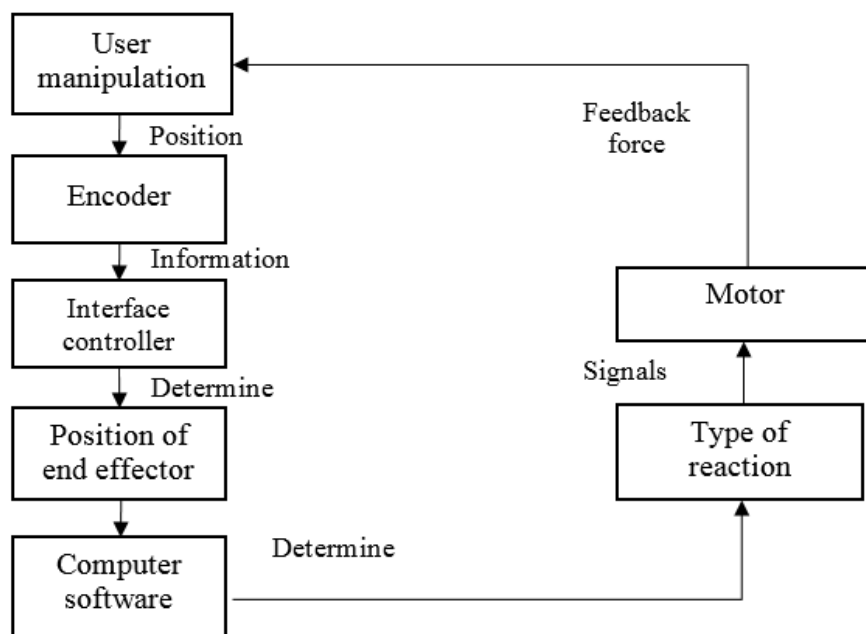 User
manipulation
Position
Encoder
Information
Interface
controller
Determine
Position of
end effector
Computer
software
Determine
Type of
reaction
Signals
Motor
Feedback
force